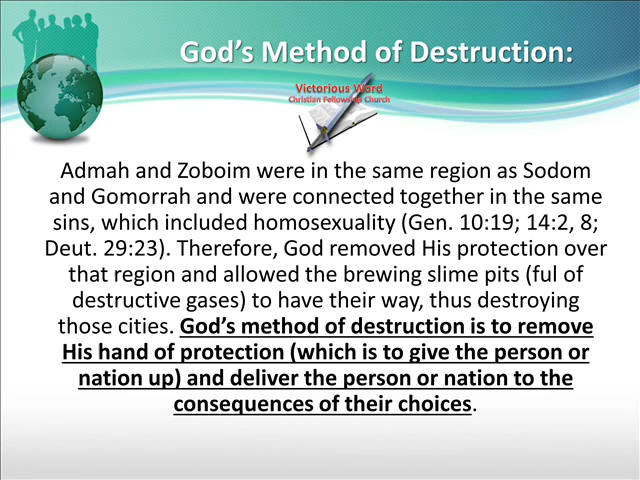 God's Method of Destruction:
Victorious Word
Christian Fellowship Church
Admah and Zoboim were in the same region as Sodom
and Gomorrah and were connected together in the same
sins, which included homosexuality (Gen. 10:19; 14:2, 8;
Deut. 29:23). Therefore, God removed His protection over
that region and allowed the brewing slime pits (ful of
destructive gases) to have their way, thus destroying
those cities. God's method of destruction is to remove
His hand of protection (which is to give the person or
nation up) and deliver the person or nation to the
consequences of their choices.